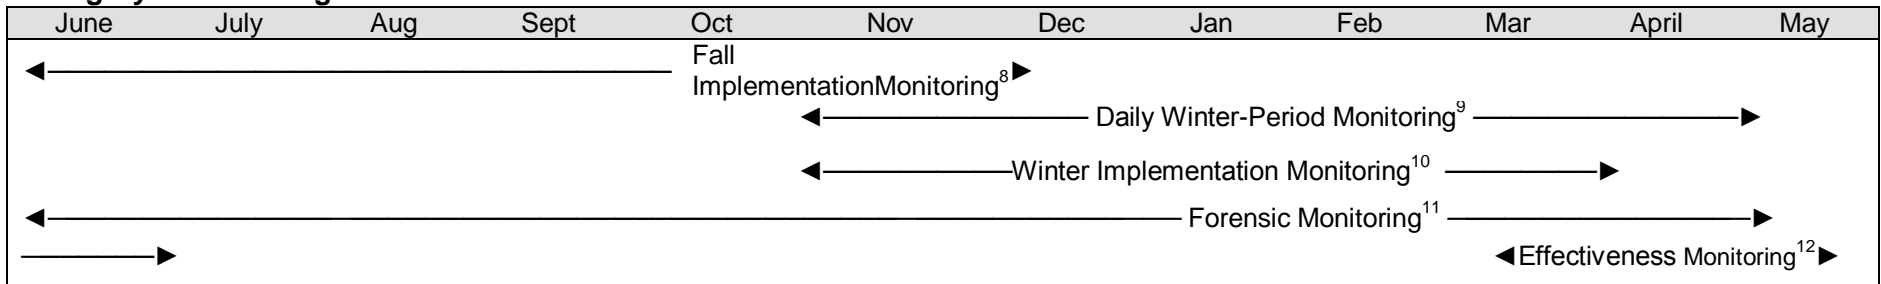 June July Aug Sept Oct Nov Dec Jan Feb Mar April May
Fall
ImplementationMonitoring8
Daily Winter-Period Monitoring9
Winter Implementation Monitoring10
Forensic Monitoring11
Effectiveness Monitoring12